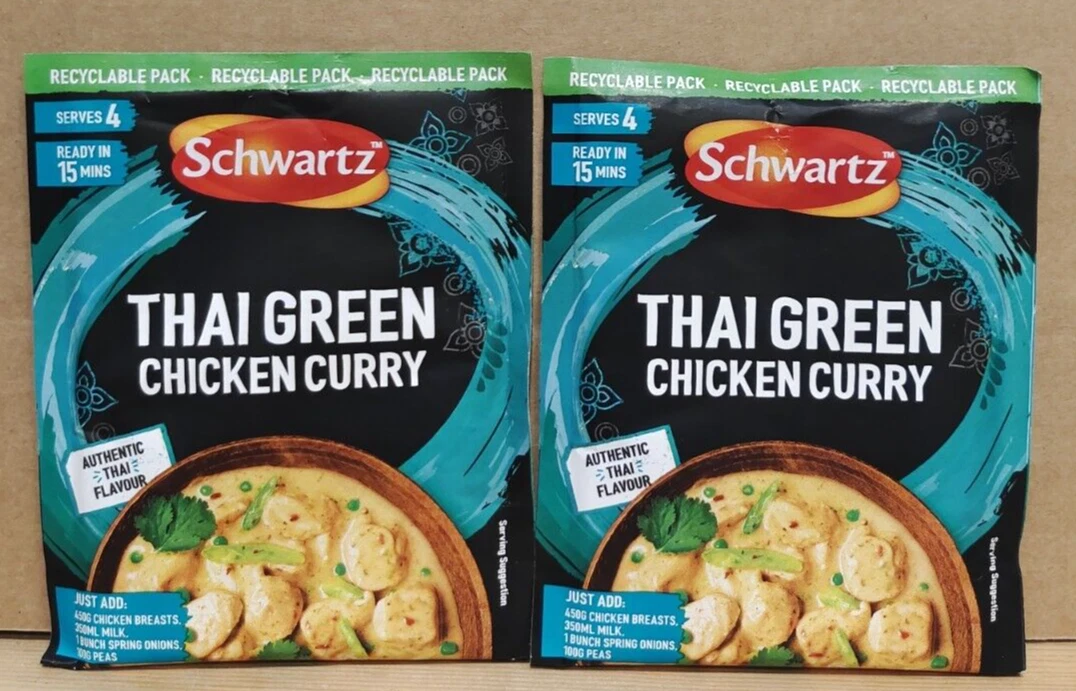 RECYCLABLE PACK · RECYCLABLE PACK · RECYCLABLE PACK
SERVES 4
READY IN
15 MINS
Schwartz™
THAI GREEN
CHICKEN CURRY
AUTHENTIC
THAI
FLAVOUR
Serving Suggestion
JUST ADD:
450G CHICKEN BREASTS,
350ML MILK,
1 BUNCH SPRING ONIONS,
100G PEAS
RECYCLABLE PACK · RECYCLABLE PACK · RECYCLABLE PACK
SERVES 4
READY IN
15 MINS
Schwartz™
THAI GREEN
CHICKEN CURRY
AUTHENTIC
THAI
FLAVOUR
Serving Suggestion
JUST ADD:
450G CHICKEN BREASTS,
350ML MILK,
1 BUNCH SPRING ONIONS,
100G PEAS